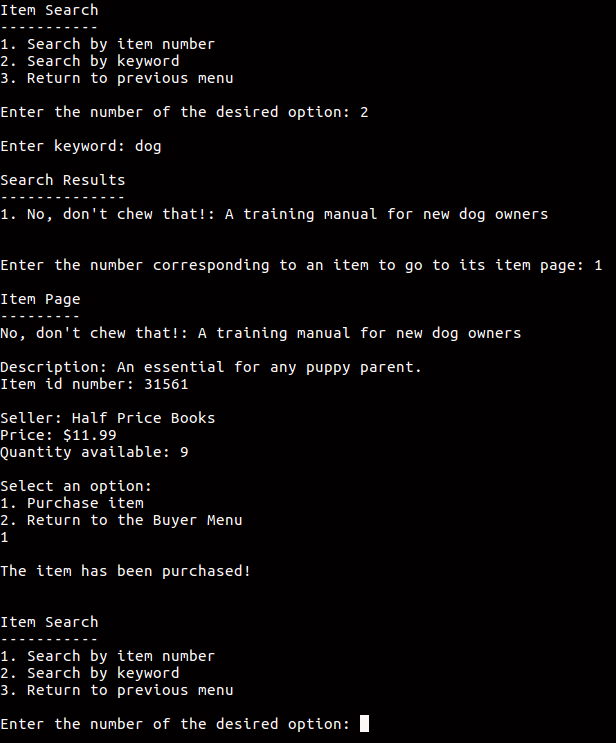 Item Search
-----------
1. Search by item number
2. Search by keyword
3. Return to previous menu
Enter the number of the desired option: 2
Enter keyword: dog
Search Results
--------------
1. No, don't chew that!: A training manual for new dog owners
Enter the number corresponding to an item to go to its item page: 1
Item Page
---------
No, don't chew that!: A training manual for new dog owners
Description: An essential for any puppy parent.
Item id number: 31561
Seller: Half Price Books
Price: $11.99
Quantity available: 9
Select an option:
1. Purchase item
2. Return to the Buyer Menu
1
The item has been purchased!
Item Search
-----------
1. Search by item number
2. Search by keyword
3. Return to previous menu
Enter the number of the desired option: